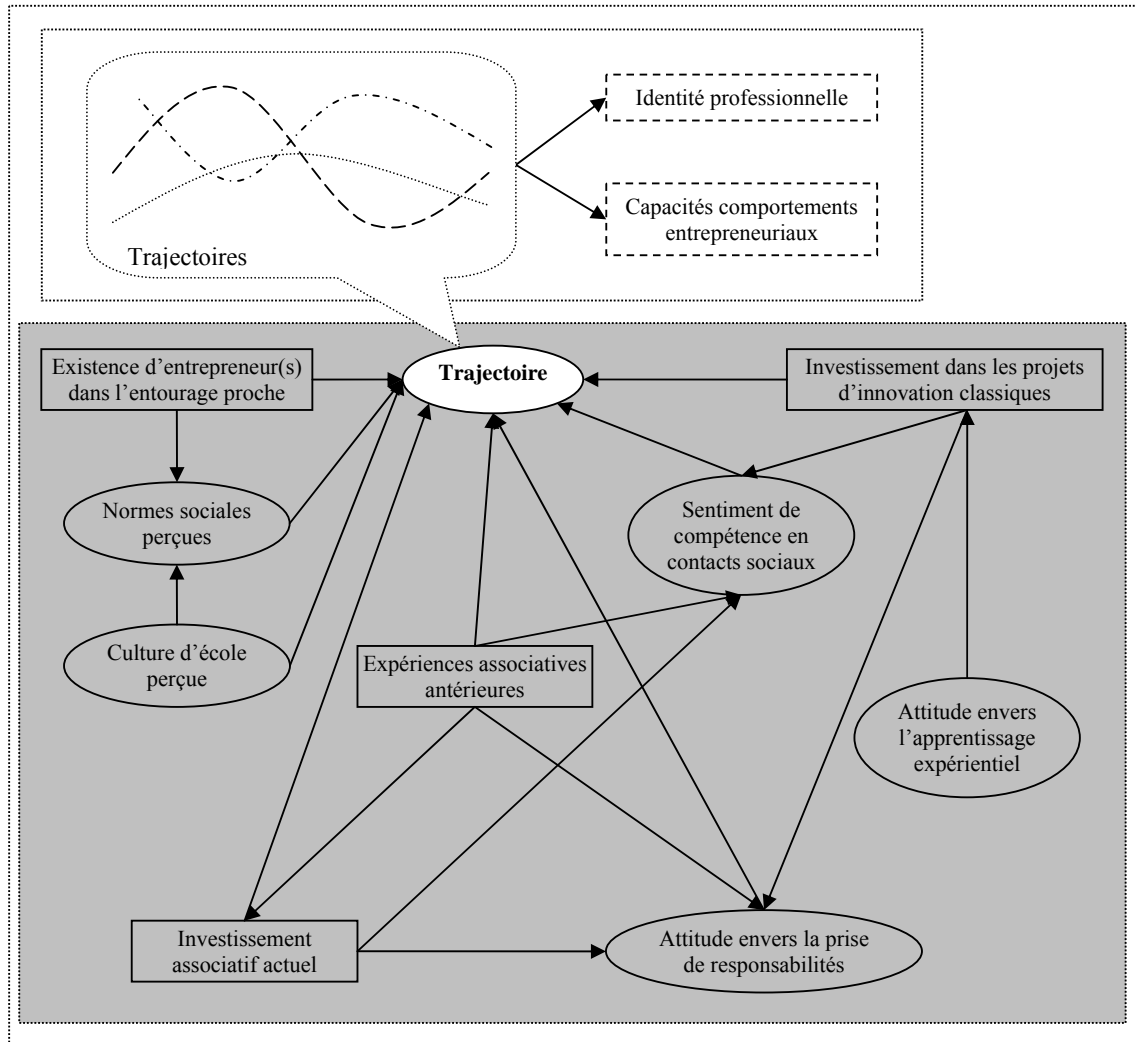 Identité professionnelle
Capacités comportements
entrepreneuriaux
Trajectoires
Existence d’entrepreneur(s)
dans l’entourage proche
Trajectoire
Investissement dans les projets
d’innovation classiques
Normes sociales
perçues
Sentiment de
compétence en
contacts sociaux
Culture d’école
perçue
Expériences associatives
antérieures
Attitude envers
l’apprentissage
expérientiel
Investissement
associatif actuel
Attitude envers la prise
de responsabilités